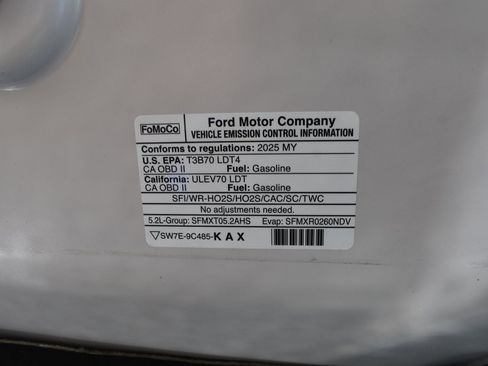 FoMoCo
Ford Motor Company
VEHICLE EMISSION CONTROL INFORMATION
Conforms to regulations: 2025 MY
U.S. EPA: T3B70 LDT4
CA OBD II Fuel: Gasoline
California: ULEV70 LDT
CA OBD II Fuel: Gasoline
SFI/WR-HO2S/HO2S/CAC/SC/TWC
No adjustments needed.
5.2L-Group: SFMXT05.2AHS Evap: SFMXR0260NDV
SW7E-9C485-KAX